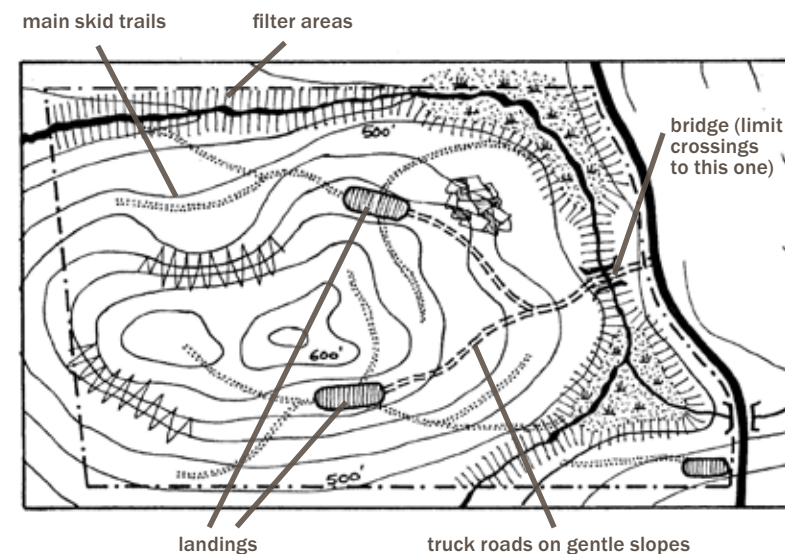 main skid trails
filter areas
500'
bridge (limit
crossings
to this one)
600'
500'
landings
truck roads on gentle slopes